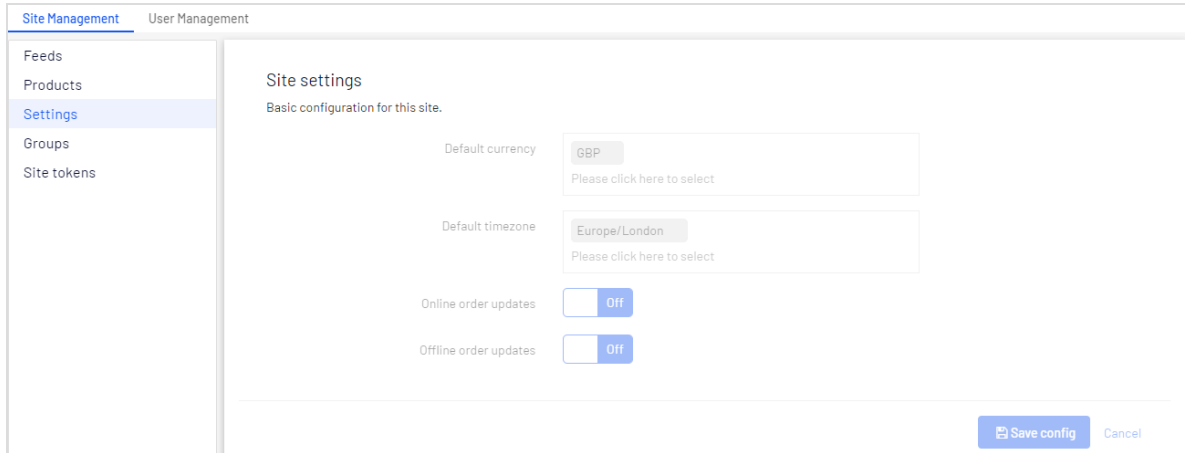 Site Management User Management
Feeds
Products
Settings
Groups
Site tokens
Site settings
Basic configuration for this site.
Default currency
GBP
Please click here to select
Default timezone
Europe/London
Please click here to select
Online order updates
Off
Offline order updates
Off
Save config Cancel